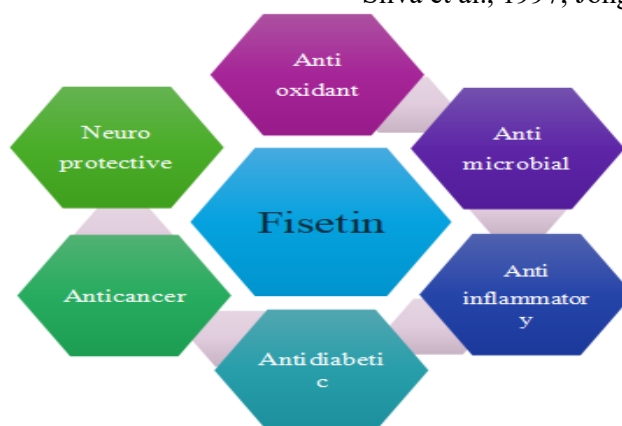 Silva et al., 1997; Jong
Anti
oxidant
Neuro
protective
Anti
microbial
Fisetin
Anticancer
Anti
inflammator
y
Antidiabeti
c